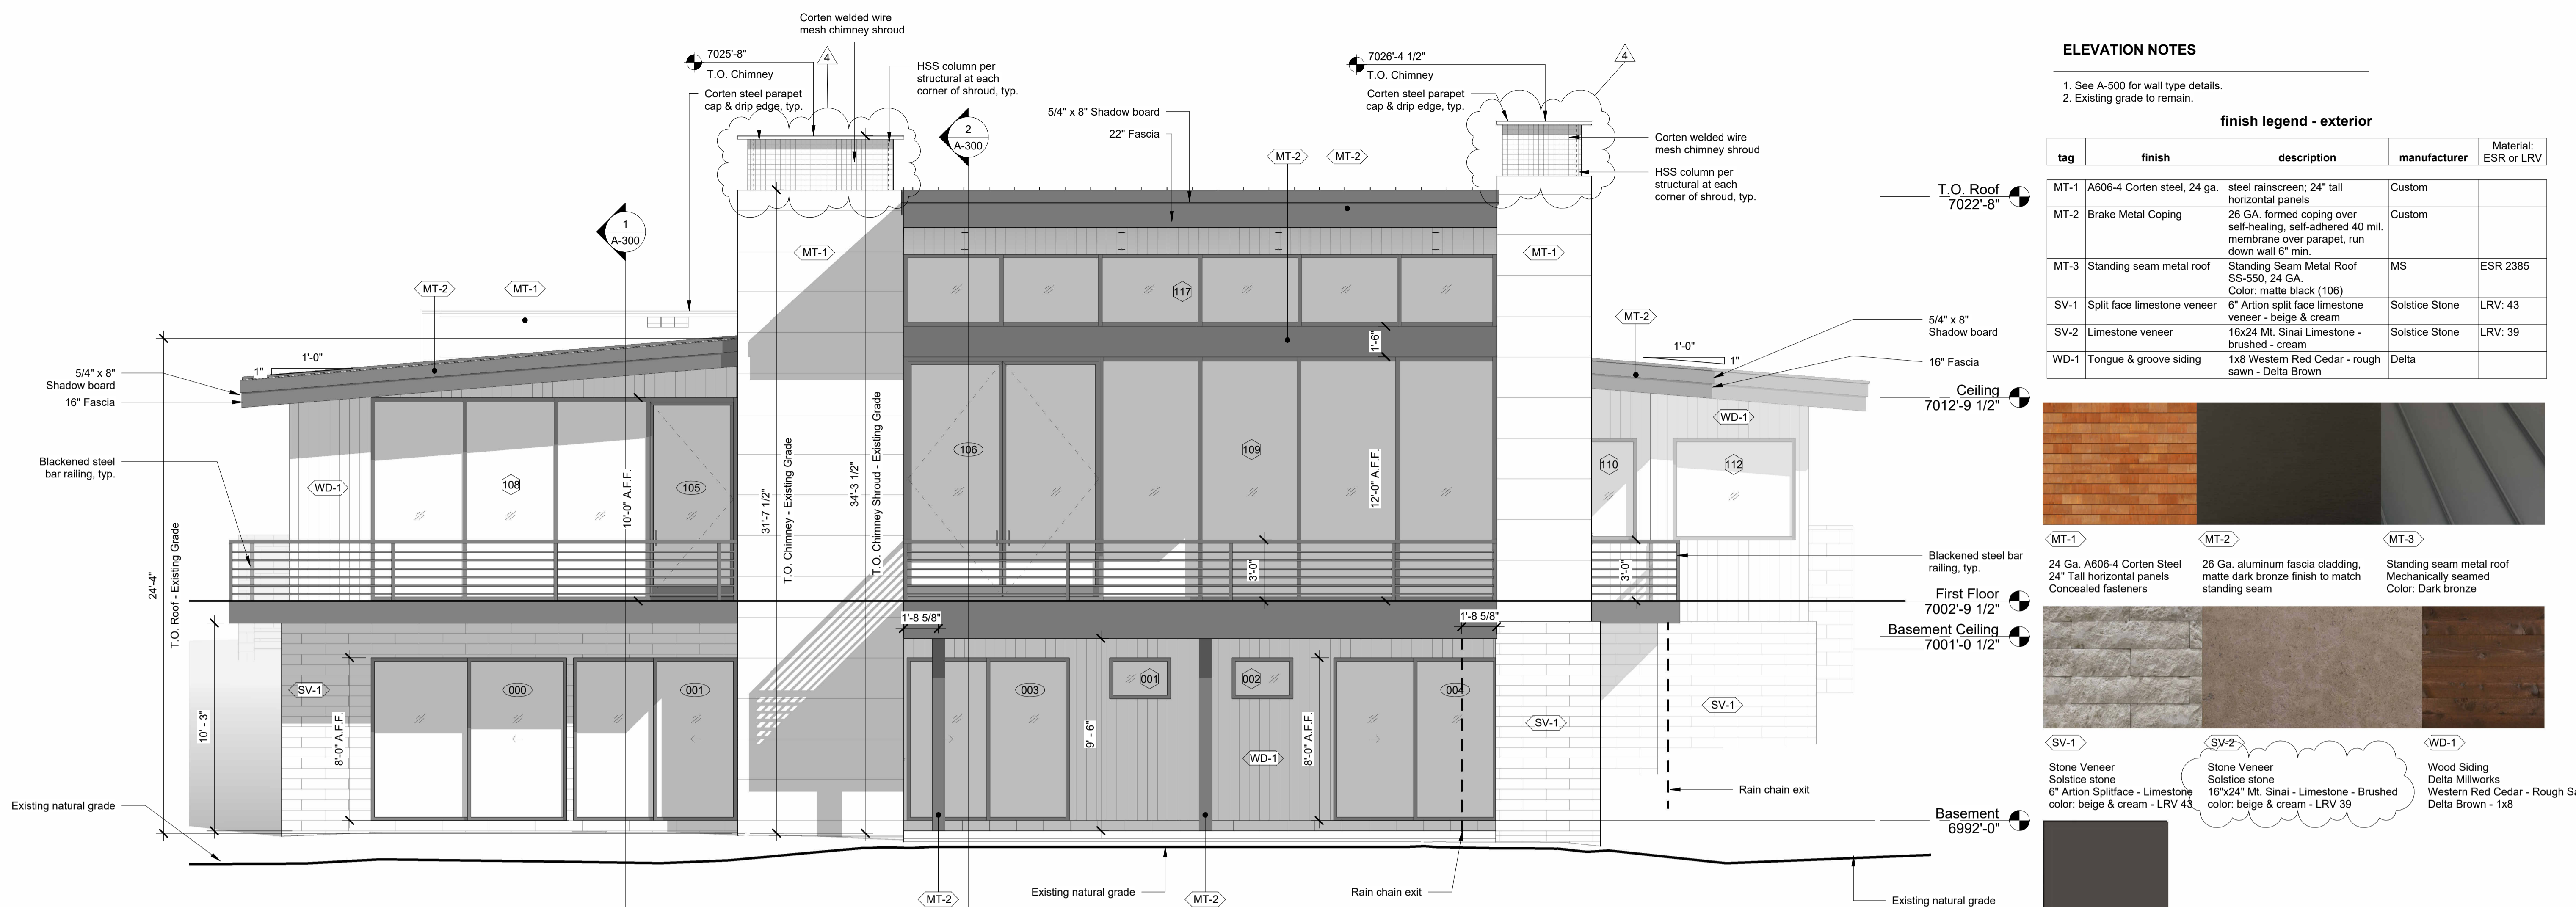 Corten welded wire
mesh chimney shroud
7025'-8"
T.O. Chimney
4
HSS column per
structural at each
corner of shroud, typ.
Corten steel parapet
cap & drip edge, typ.
2
A-300
1
A-300
5/4" x 8" Shadow board
22" Fascia
7026'-4 1/2"
T.O. Chimney
4
Corten steel parapet
cap & drip edge, typ.
Corten welded wire
mesh chimney shroud
HSS column per
structural at each
corner of shroud, typ.
MT-2
MT-2
MT-1
MT-1
MT-2
MT-1
MT-2
117
1'-0"
1"
5/4" x 8"
Shadow board
16" Fascia
1'-6"
1'-0"
1"
5/4" x 8"
Shadow board
16" Fascia
WD-1
Blackened steel
bar railing, typ.
WD-1
108
10'-0" A.F.F.
105
31'-7 1/2"
T.O. Chimney - Existing Grade
34'-3 1/2"
T.O. Chimney Shroud - Existing Grade
106
109
12'-0" A.F.F.
110
112
24'-4"
T.O. Roof - Existing Grade
3'-0"
3'-0"
Blackened steel bar
railing, typ.
1'-8 5/8"
1'-8 5/8"
SV-1
000
001
003
001
002
004
10' - 3"
8'-0" A.F.F.
9' - 6"
8'-0" A.F.F.
WD-1
SV-1
SV-1
Rain chain exit
Existing natural grade
MT-2
Existing natural grade
MT-2
Rain chain exit
Existing natural grade
T.O. Roof
7022'-8"
Ceiling
7012'-9 1/2"
First Floor
7002'-9 1/2"
Basement Ceiling
7001'-0 1/2"
Basement
6992'-0"
ELEVATION NOTES
1. See A-500 for wall type details.
2. Existing grade to remain.
finish legend - exterior
tag finish description manufacturer Material: ESR or LRV
MT-1 A606-4 Corten steel, 24 ga. steel rainscreen; 24" tall Custom
horizontal panels
MT-2 Brake Metal Coping 26 GA. formed coping over Custom
self-healing, self-adhered 40 mil.
membrane over parapet, run
down wall 6" min.
MT-3 Standing seam metal roof Standing Seam Metal Roof MS ESR 2385
SS-550, 24 GA.
Color: matte black (106)
SV-1 Split face limestone veneer 6" Artion split face limestone Solstice Stone LRV: 43
veneer - beige & cream
SV-2 Limestone veneer 16x24 Mt. Sinai Limestone - Solstice Stone LRV: 39
brushed - cream
WD-1 Tongue & groove siding 1x8 Western Red Cedar - rough Delta
sawn - Delta Brown
MT-1
24 Ga. A606-4 Corten Steel
24" Tall horizontal panels
Concealed fasteners
MT-2
26 Ga. aluminum fascia cladding,
matte dark bronze finish to match
standing seam
MT-3
Standing seam metal roof
Mechanically seamed
Color: Dark bronze
SV-1
Stone Veneer
Solstice stone
6" Artion Splitface - Limestone
color: beige & cream - LRV 43
SV-2
Stone Veneer
Solstice stone
16"x24" Mt. Sinai - Limestone - Brushed
color: beige & cream - LRV 39
WD-1
Wood Siding
Delta Millworks
Western Red Cedar - Rough Sa
Delta Brown - 1x8